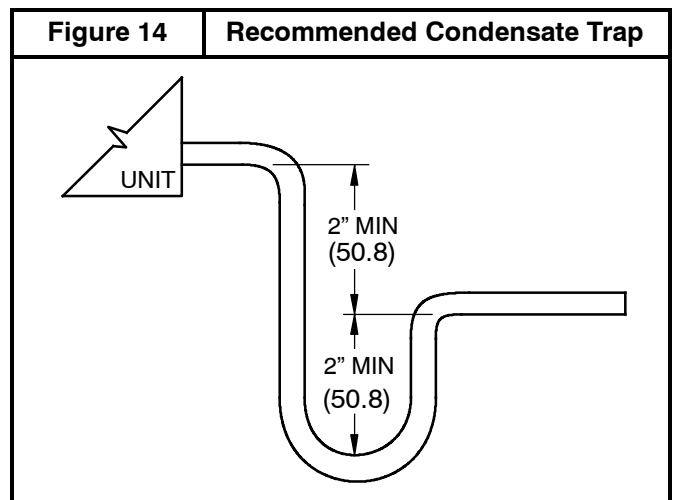 Figure 14 Recommended Condensate Trap
UNIT
2” MIN
(50.8)
2” MIN
(50.8)